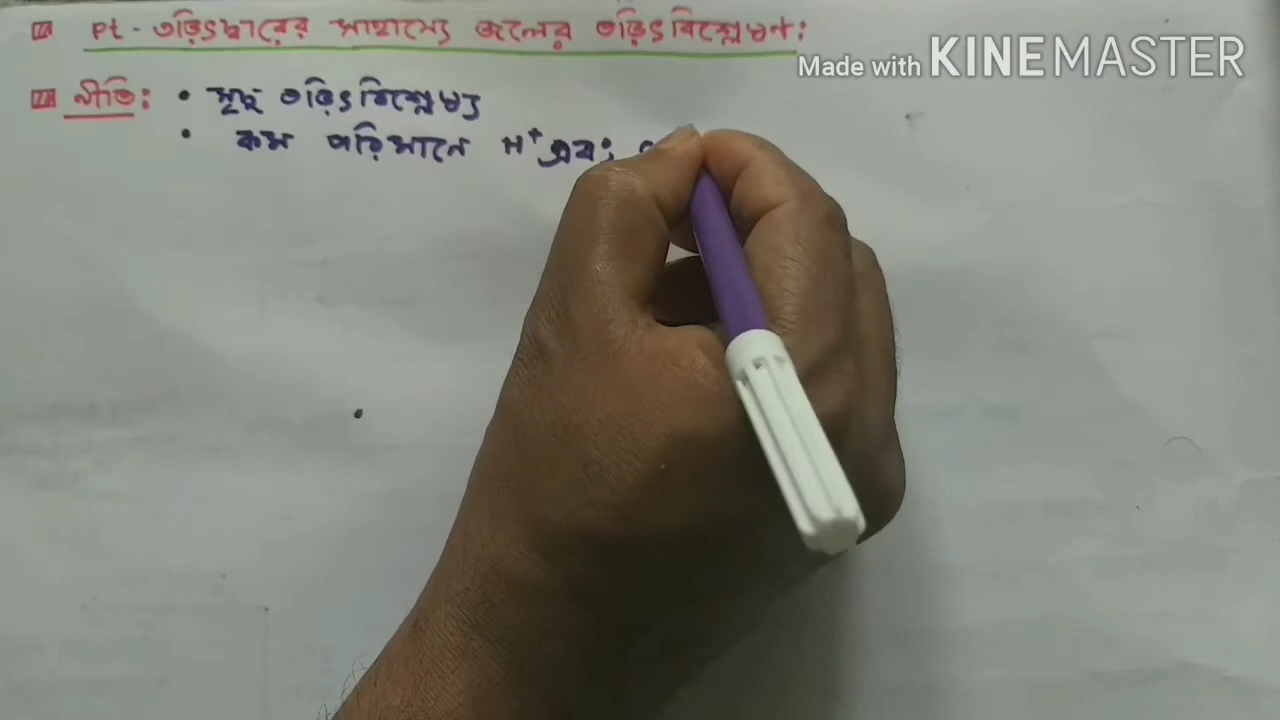 Pt - তড়িৎদ্বারের সাহায্যে জলের তড়িৎবিশ্লেষণ:
Made with KINEMASTER
নীতি: • মৃদু তড়িৎবিশ্লেষ্য
• কম পরিমানে H⁺ এবং